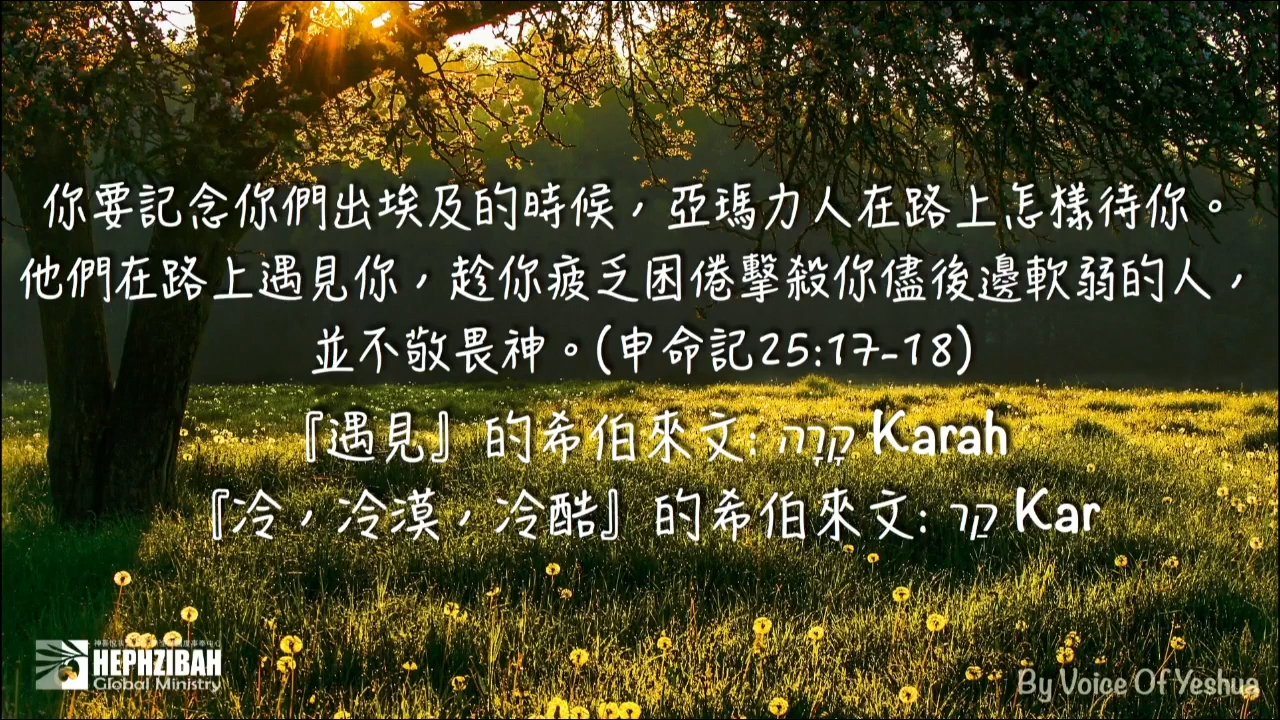 你要記念你們出埃及的時候，亞瑪力人在路上怎樣待你。
他們在路上遇見你，趁你疲乏困倦擊殺你儘後邊軟弱的人，
並不敬畏神。(申命記25:17-18)
『遇見』的希伯來文: קָרָה Karah
『冷，冷漠，冷酷』的希伯來文: קַר Kar
HEPHZIBAH
Global Ministry
By Voice Of Yeshua